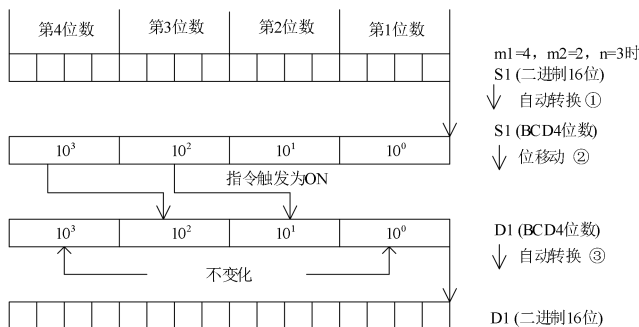 第4位数 第3位数 第2位数 第1位数
m1=4，m2=2，n=3时
S1 (二进制16位)
自动转换 ①
S1 (BCD4位数)
10³ 10² 10¹ 10⁰
位移动 ②
指令触发为ON
D1 (BCD4位数)
10³ 10² 10¹ 10⁰
自动转换 ③
不变化
D1 (二进制16位)